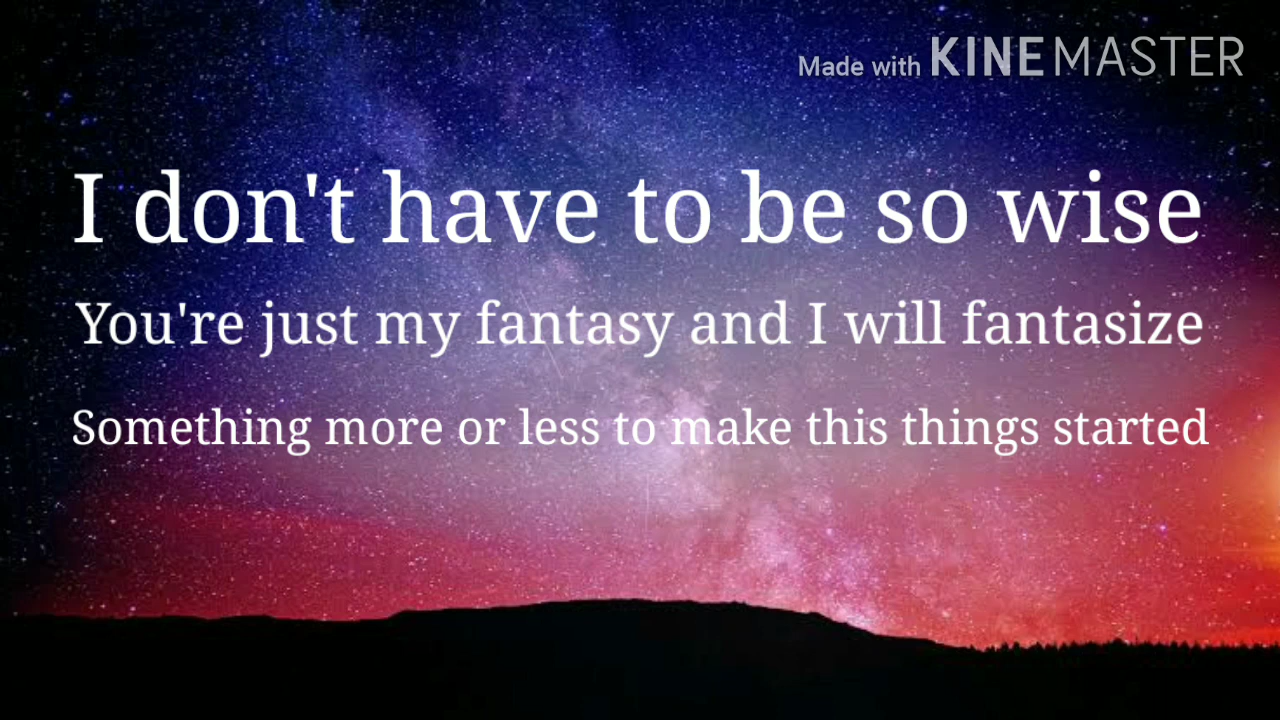 Made with KINEMASTER
I don't have to be so wise
You're just my fantasy and I will fantasize
Something more or less to make this things started